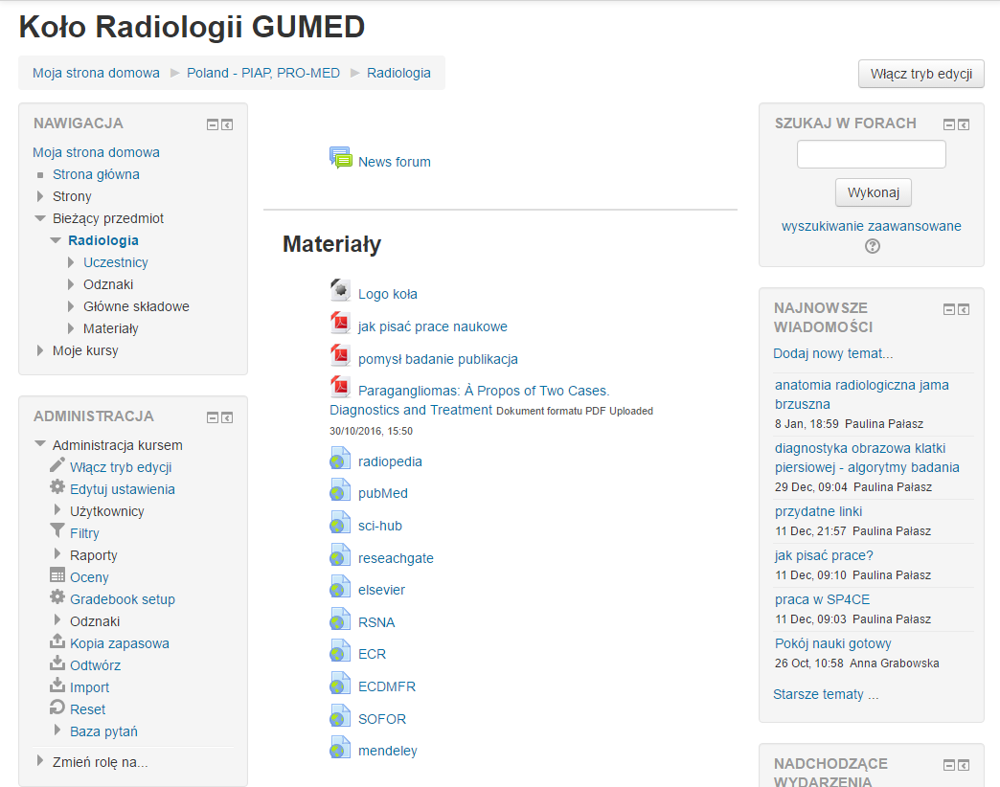 Koło Radiologii GUMED
Moja strona domowa Poland - PIAP, PRO-MED Radiologia
Włącz tryb edycji
NAWIGACJA
Moja strona domowa
Strona główna
Strony
Bieżący przedmiot
Radiologia
Uczestnicy
Odznaki
Główne składowe
Materiały
Moje kursy
ADMINISTRACJA
Administracja kursem
Włącz tryb edycji
Edytuj ustawienia
Użytkownicy
Filtry
Raporty
Oceny
Gradebook setup
Odznaki
Kopia zapasowa
Odtwórz
Import
Reset
Baza pytań
Zmień rolę na...
News forum
Materiały
Logo koła
jak pisać prace naukowe
pomysł badanie publikacja
Paragangliomas: À Propos of Two Cases.
Diagnostics and Treatment Dokument formatu PDF Uploaded
30/10/2016, 15:50
radiopedia
pubMed
sci-hub
reseachgate
elsevier
RSNA
ECR
ECDMFR
SOFOR
mendeley
SZUKAJ W FORACH
Wykonaj
wyszukiwanie zaawansowane
NAJNOWSZE
WIADOMOŚCI
Dodaj nowy temat...
anatomia radiologiczna jama
brzuszna
8 Jan, 18:59 Paulina Pałasz
diagnostyka obrazowa klatki
piersiowej - algorytmy badania
29 Dec, 09:04 Paulina Pałasz
przydatne linki
11 Dec, 21:57 Paulina Pałasz
jak pisać prace?
11 Dec, 09:10 Paulina Pałasz
praca w SP4CE
11 Dec, 09:03 Paulina Pałasz
Pokój nauki gotowy
26 Oct, 10:58 Anna Grabowska
Starsze tematy ...
NADCHODZĄCE
WYDARZENIA